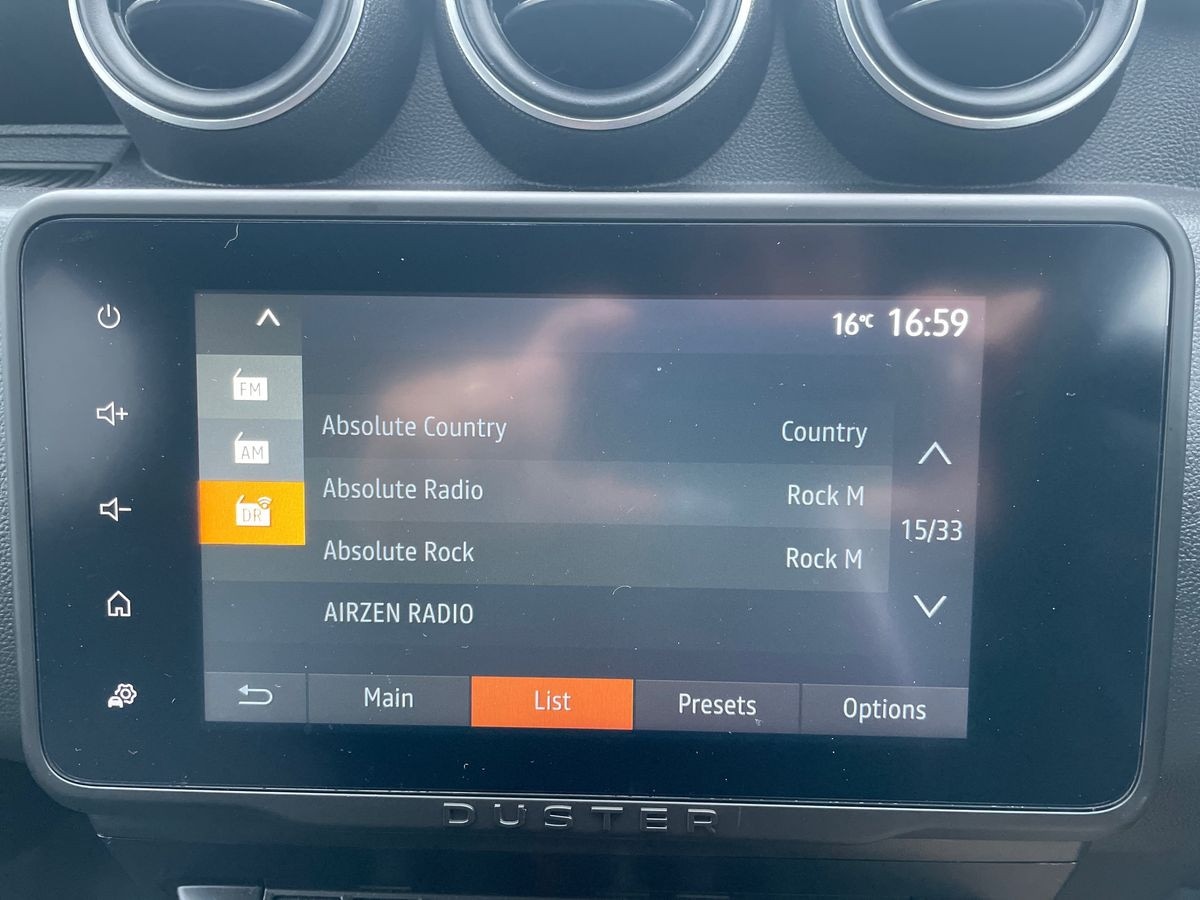 16°C 16:59
FM
AM
DR
Absolute Country Country
Absolute Radio Rock M
15/33
Absolute Rock Rock M
AIRZEN RADIO
Main List Presets Options
DUSTER